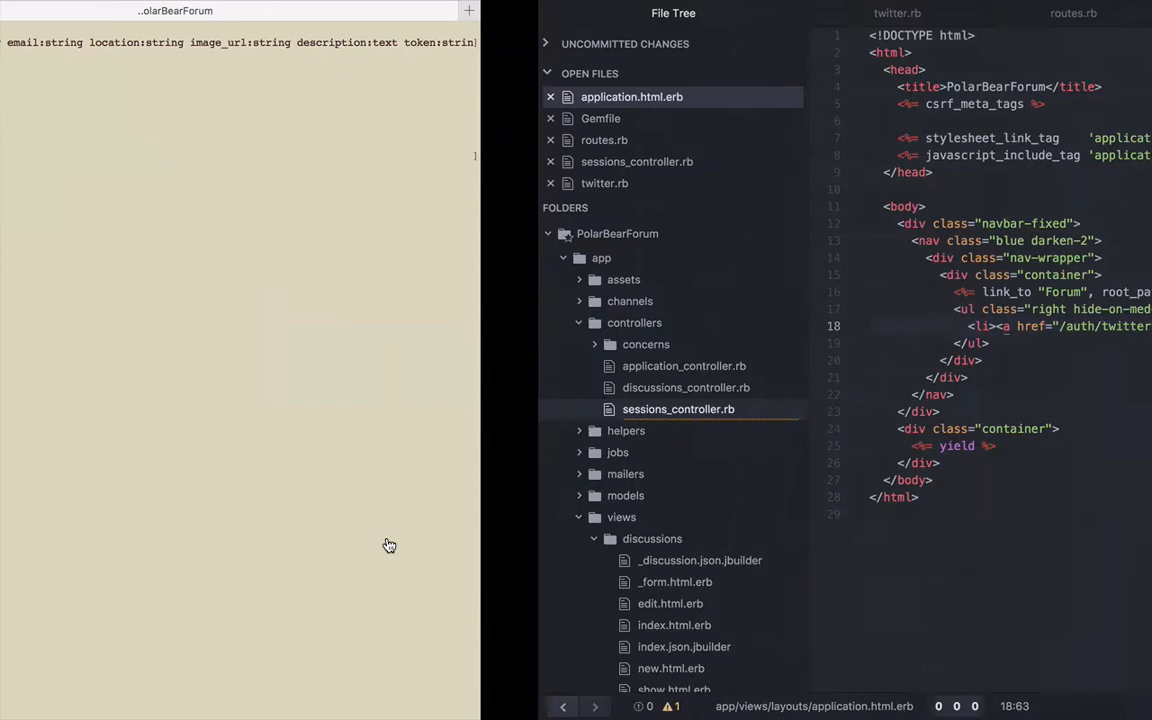 ..olarBearForum
email:string location:string image_url:string description:text token:strin
File Tree
UNCOMMITTED CHANGES
OPEN FILES
application.html.erb
Gemfile
routes.rb
sessions_controller.rb
twitter.rb
FOLDERS
PolarBearForum
app
assets
channels
controllers
concerns
application_controller.rb
discussions_controller.rb
sessions_controller.rb
helpers
jobs
mailers
models
views
discussions
_discussion.json.jbuilder
_form.html.erb
edit.html.erb
index.html.erb
index.json.jbuilder
new.html.erb
show.html.erb
twitter.rb routes.rb
1 <!DOCTYPE html>
2 <html>
3 <head>
4 <title>PolarBearForum</title>
5 <%= csrf_meta_tags %>
6
7 <%= stylesheet_link_tag 'applicat
8 <%= javascript_include_tag 'applicat
9 </head>
10
11 <body>
12 <div class="navbar-fixed">
13 <nav class="blue darken-2">
14 <div class="nav-wrapper">
15 <div class="container">
16 <%= link_to "Forum", root_pa
17 <ul class="right hide-on-med
18 <li><a href="/auth/twitter
19 </ul>
20 </div>
21 </div>
22 </nav>
23 </div>
24 <div class="container">
25 <%= yield %>
26 </div>
27 </body>
28 </html>
29
0 1 app/views/layouts/application.html.erb 0 0 0 18:63